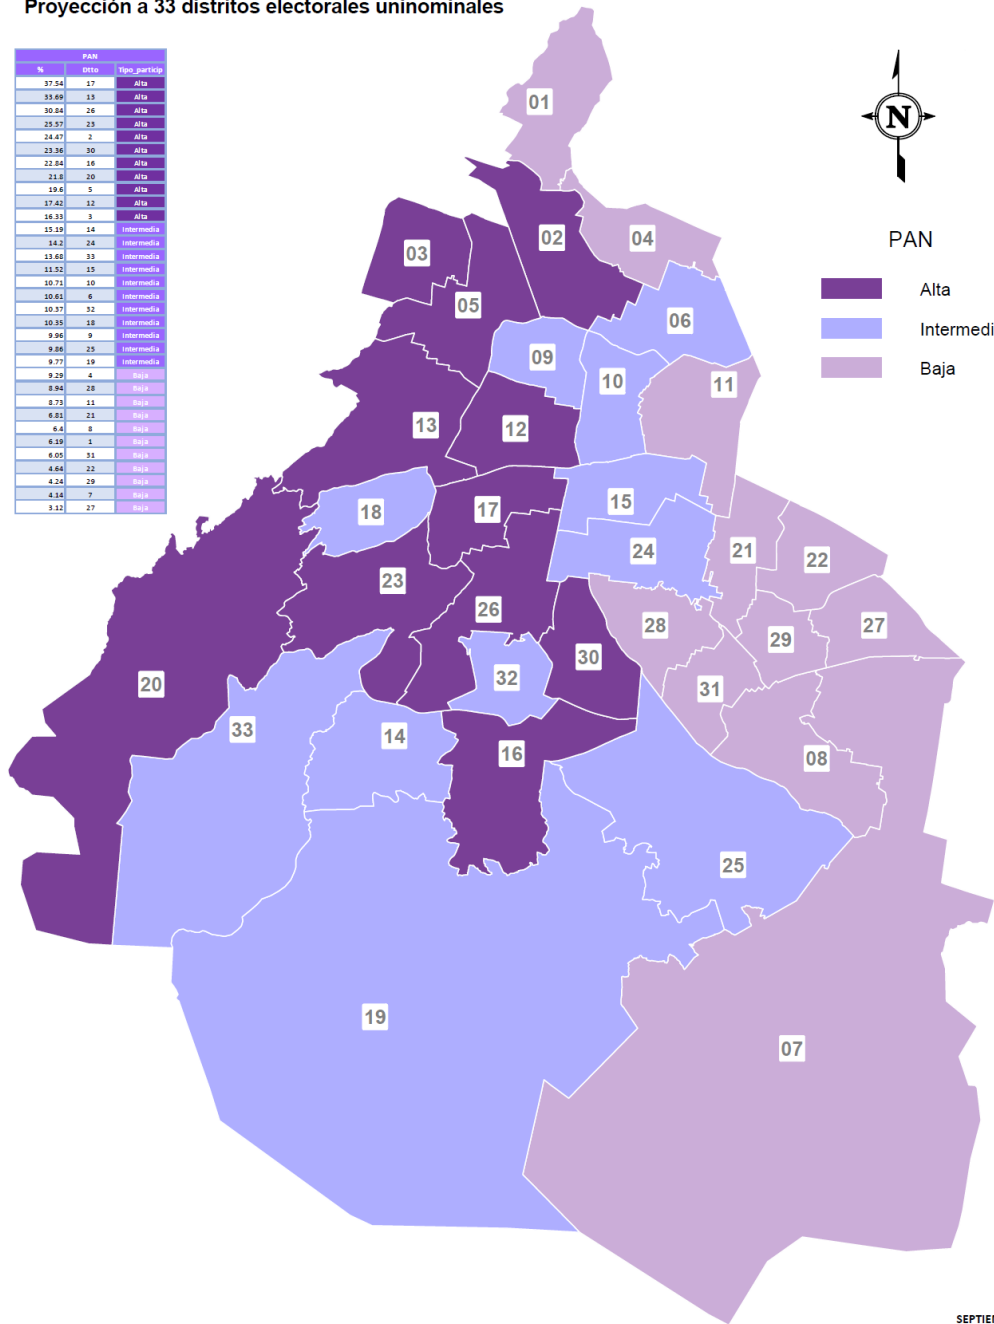 Proyección a 33 distritos electorales uninominales
PAN
% Dtto Tipo_particip
37.54 17 Alta
33.69 13 Alta
30.84 26 Alta
25.57 23 Alta
24.47 2 Alta
23.36 30 Alta
22.84 16 Alta
21.8 20 Alta
19.6 5 Alta
17.42 12 Alta
16.33 3 Alta
15.19 14 Intermedia
14.2 24 Intermedia
13.68 33 Intermedia
11.52 15 Intermedia
10.71 10 Intermedia
10.61 6 Intermedia
10.37 32 Intermedia
10.35 18 Intermedia
9.96 9 Intermedia
9.86 25 Intermedia
9.77 19 Intermedia
9.29 4 Baja
8.94 28 Baja
8.73 11 Baja
6.81 21 Baja
6.4 8 Baja
6.19 1 Baja
6.05 31 Baja
4.64 22 Baja
4.24 29 Baja
4.14 7 Baja
3.12 27 Baja
N
PAN
Alta
Intermedi
Baja
01
02
04
03
05
06
09
10
11
13
12
18
17
15
24
21
22
23
26
28
29
27
20
32
30
31
33
14
16
08
25
19
07
SEPTIE